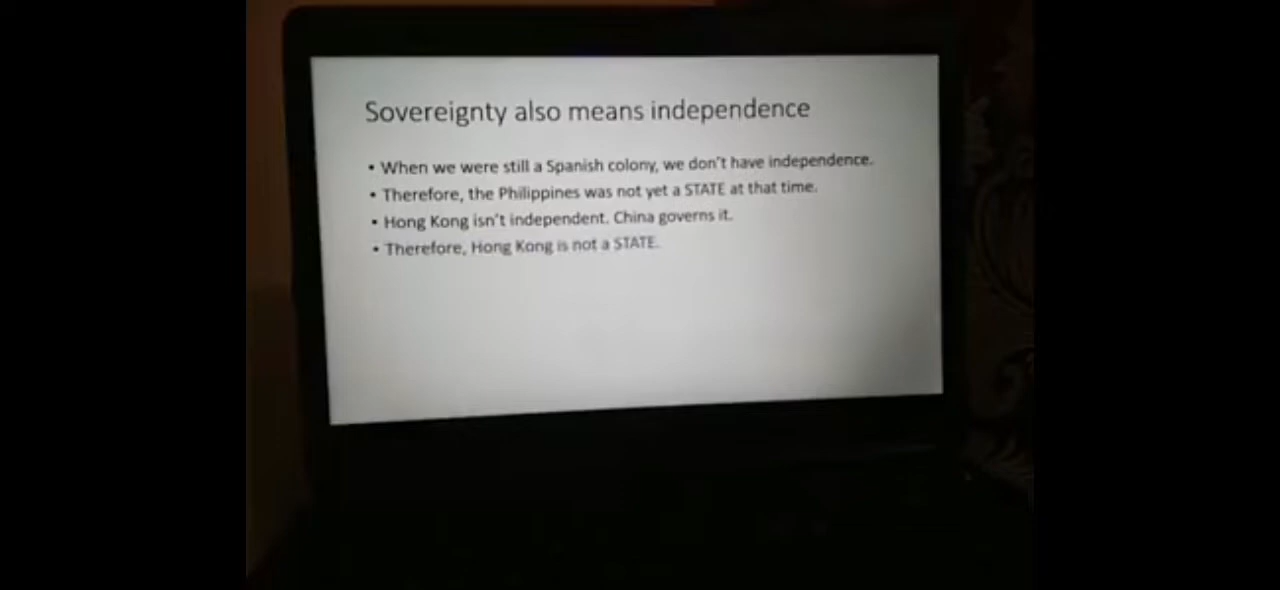 Sovereignty also means independence
• When we were still a Spanish colony, we don't have independence.
• Therefore, the Philippines was not yet a STATE at that time.
• Hong Kong isn't independent. China governs it.
• Therefore, Hong Kong is not a STATE.